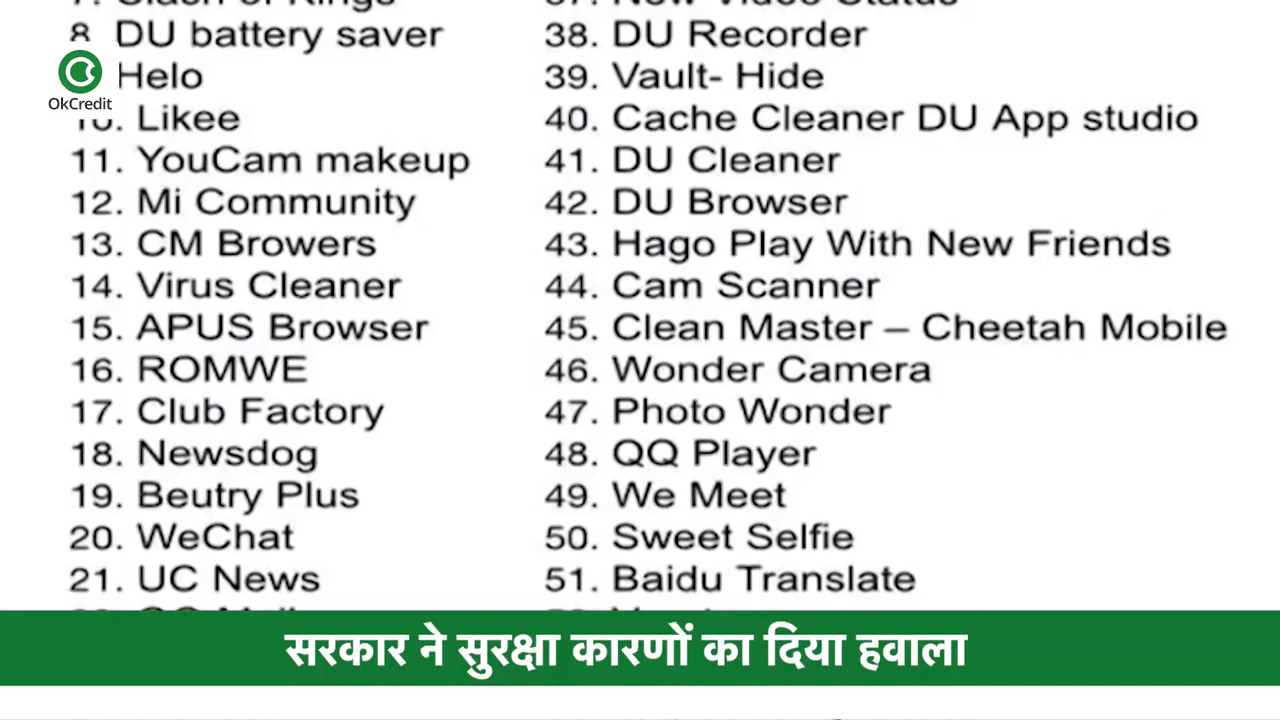 8. DU battery saver
Helo
10. Likee
11. YouCam makeup
12. Mi Community
13. CM Browers
14. Virus Cleaner
15. APUS Browser
16. ROMWE
17. Club Factory
18. Newsdog
19. Beutry Plus
20. WeChat
21. UC News
38. DU Recorder
39. Vault- Hide
40. Cache Cleaner DU App studio
41. DU Cleaner
42. DU Browser
43. Hago Play With New Friends
44. Cam Scanner
45. Clean Master – Cheetah Mobile
46. Wonder Camera
47. Photo Wonder
48. QQ Player
49. We Meet
50. Sweet Selfie
51. Baidu Translate
OkCredit
सरकार ने सुरक्षा कारणों का दिया हवाला